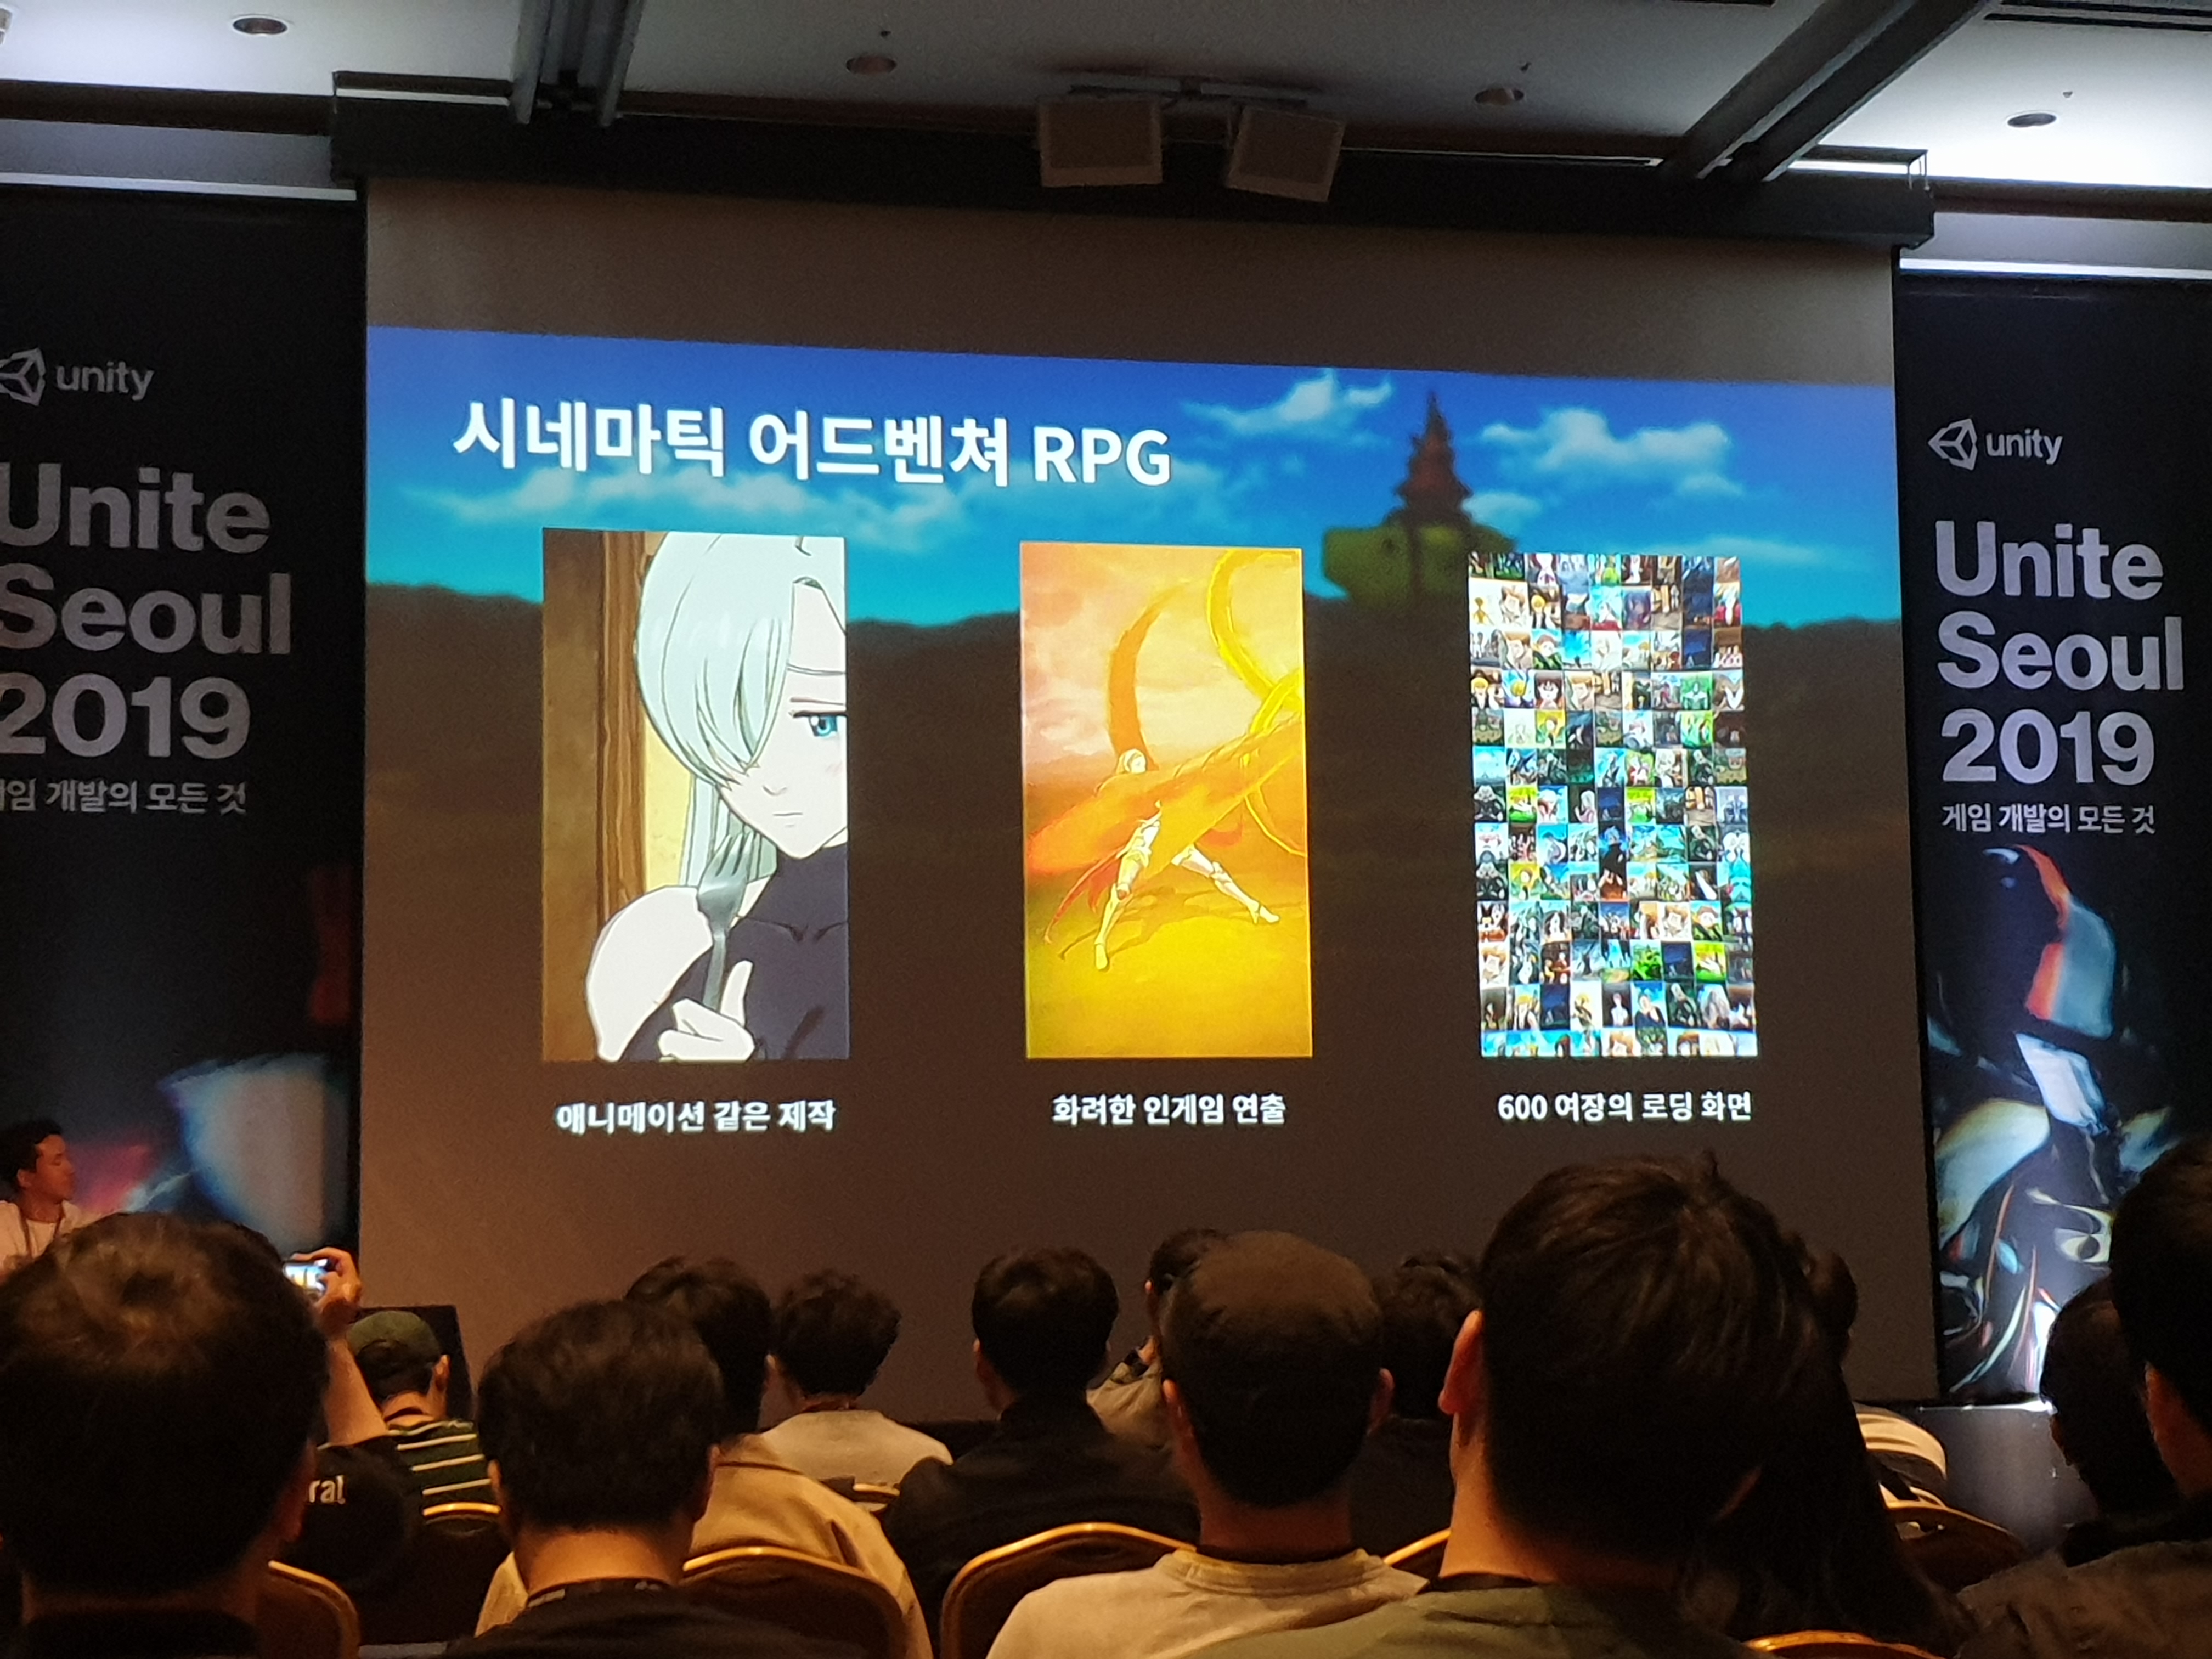 unity
Unite
Seoul
2019
게임 개발의 모든 것
시네마틱 어드벤쳐 RPG
애니메이션 같은 제작
화려한 인게임 연출
600 여장의 로딩 화면
unity
Unite
Seoul
2019
게임 개발의 모든 것
ral